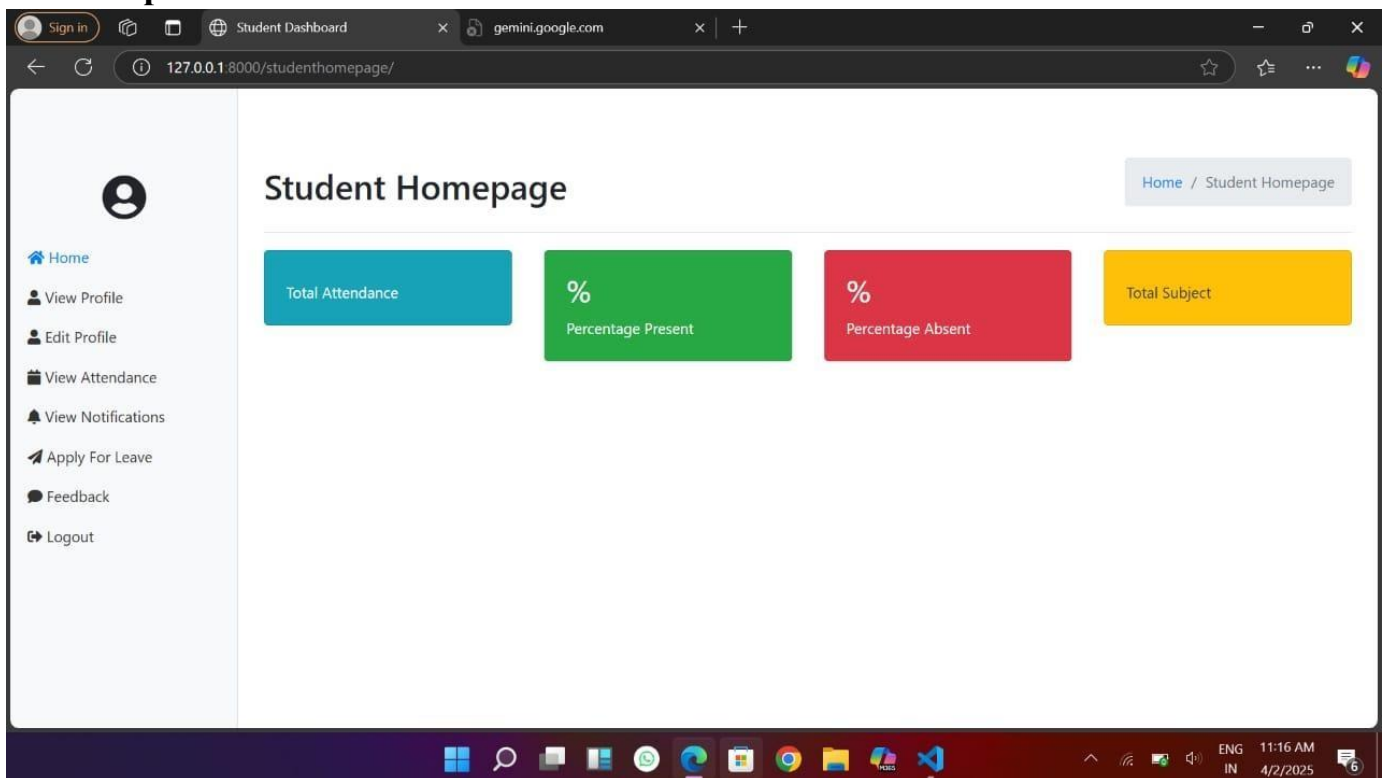 Sign in
Student Dashboard
gemini.google.com
127.0.0.1:8000/studenthomepage/
Student Homepage
Home / Student Homepage
Home
View Profile
Edit Profile
View Attendance
View Notifications
Apply For Leave
Feedback
Logout
Total Attendance
%
Percentage Present
%
Percentage Absent
Total Subject
M365
ENG
IN
11:16 AM
4/2/2025
6